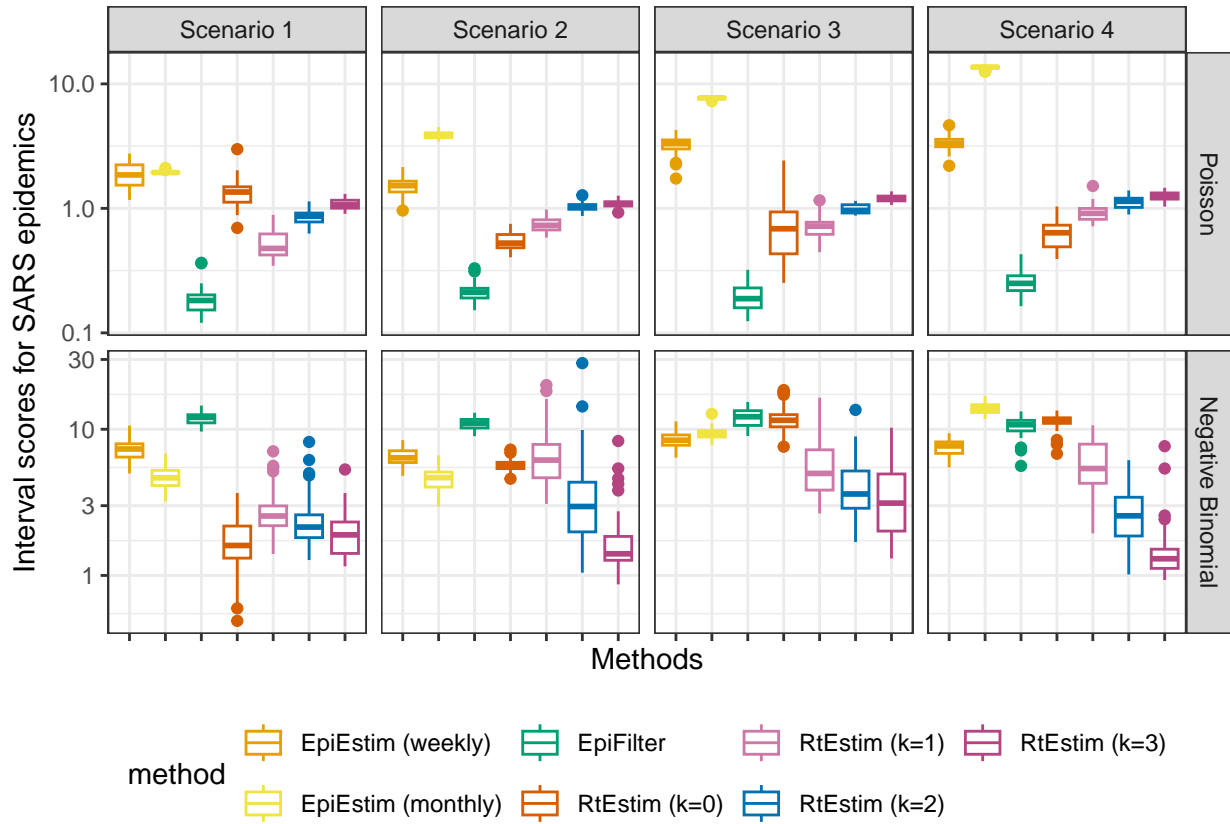 Scenario 1 Scenario 2 Scenario 3 Scenario 4
Interval scores for SARS epidemics
10.0
1.0
0.1
Poisson
30
10
3
1
Negative Binomial
Methods
method
EpiEstim (weekly) EpiFilter RtEstim (k=1) RtEstim (k=3)
EpiEstim (monthly) RtEstim (k=0) RtEstim (k=2)